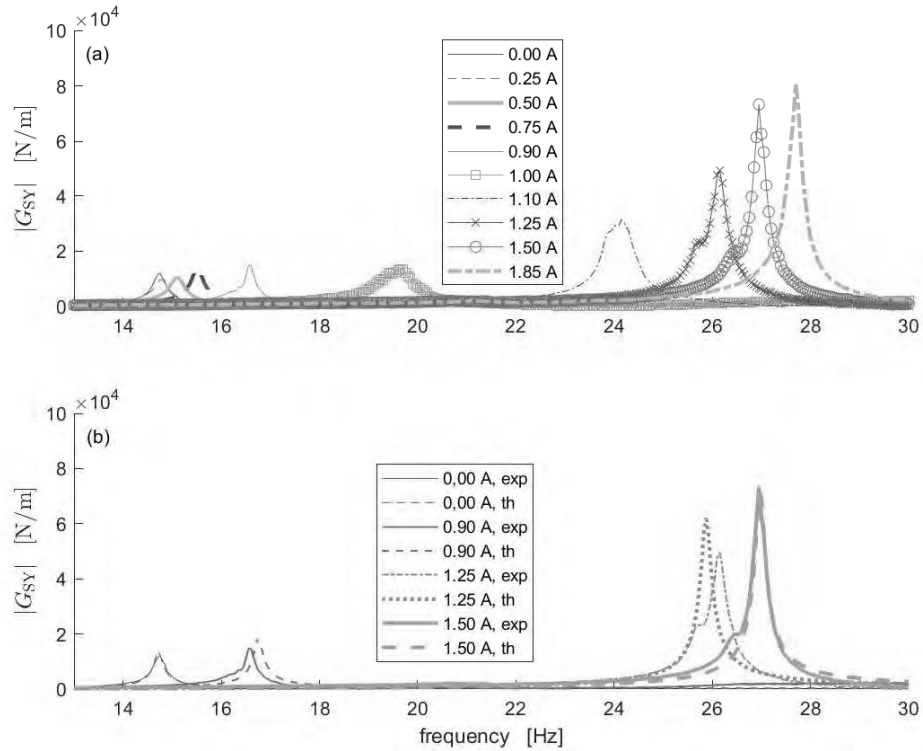 × 10⁴
10
(a)
8
6
4
2
0
|G_SY| [N/m]
0.00 A
0.25 A
0.50 A
0.75 A
0.90 A
1.00 A
1.10 A
1.25 A
1.50 A
1.85 A
14 16 18 20 22 24 26 28 30
× 10⁴
10
(b)
8
6
4
2
0
|G_SY| [N/m]
0,00 A, exp
0,00 A, th
0.90 A, exp
0.90 A, th
1.25 A, exp
1.25 A, th
1.50 A, exp
1.50 A, th
14 16 18 20 22 24 26 28 30
frequency [Hz]